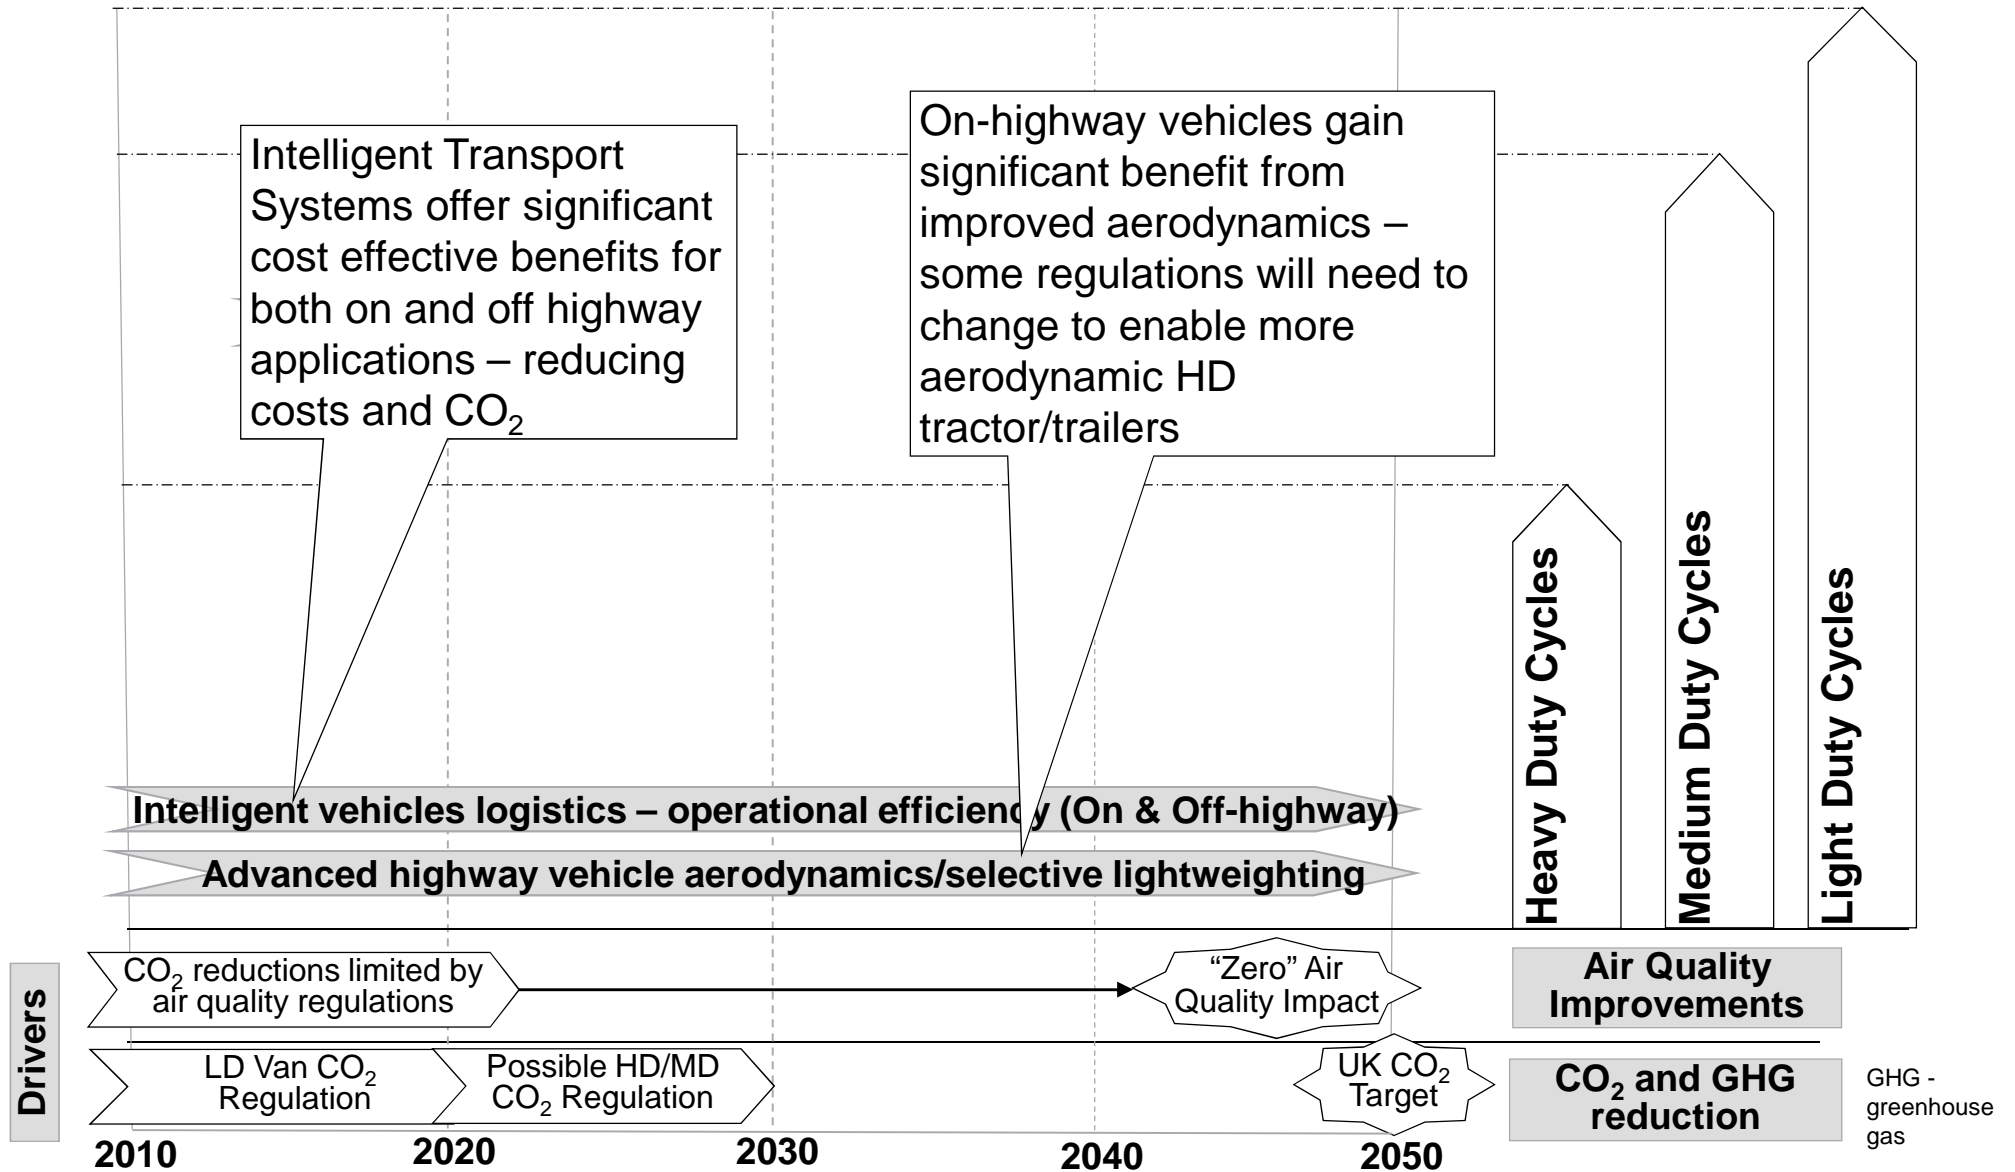 Intelligent Transport
Systems offer significant
cost effective benefits for
both on and off highway
applications – reducing
costs and CO₂
On-highway vehicles gain
significant benefit from
improved aerodynamics –
some regulations will need to
change to enable more
aerodynamic HD
tractor/trailers
Heavy Duty Cycles
Medium Duty Cycles
Light Duty Cycles
Intelligent vehicles logistics – operational efficiency (On & Off-highway)
Advanced highway vehicle aerodynamics/selective lightweighting
Drivers
CO₂ reductions limited by
air quality regulations
“Zero” Air
Quality Impact
Air Quality
Improvements
LD Van CO₂
Regulation
Possible HD/MD
CO₂ Regulation
UK CO₂
Target
CO₂ and GHG
reduction
GHG -
greenhouse
gas
2010
2020
2030
2040
2050